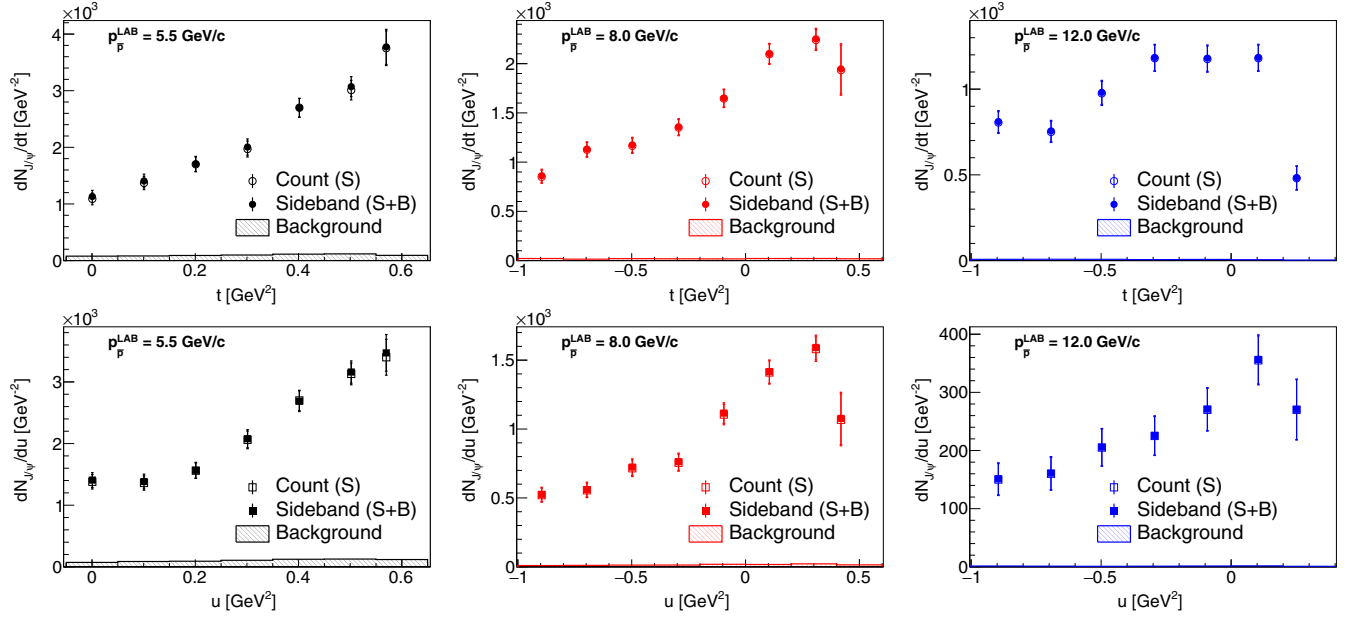 ×10³
p_p̅^LAB = 5.5 GeV/c
dN_J/ψ/dt [GeV⁻²]
4
3
2
1
0
Count (S)
Sideband (S+B)
Background
0 0.2 0.4 0.6
t [GeV²]
×10³
p_p̅^LAB = 8.0 GeV/c
dN_J/ψ/dt [GeV⁻²]
2
1.5
1
0.5
0
Count (S)
Sideband (S+B)
Background
−1 −0.5 0 0.5
t [GeV²]
×10³
p_p̅^LAB = 12.0 GeV/c
dN_J/ψ/dt [GeV⁻²]
1
0.5
0
Count (S)
Sideband (S+B)
Background
−1 −0.5 0
t [GeV²]
×10³
p_p̅^LAB = 5.5 GeV/c
dN_J/ψ/du [GeV⁻²]
3
2
1
0
Count (S)
Sideband (S+B)
Background
0 0.2 0.4 0.6
u [GeV²]
×10³
p_p̅^LAB = 8.0 GeV/c
dN_J/ψ/du [GeV⁻²]
1.5
1
0.5
0
Count (S)
Sideband (S+B)
Background
−1 −0.5 0 0.5
u [GeV²]
p_p̅^LAB = 12.0 GeV/c
dN_J/ψ/du [GeV⁻²]
400
300
200
100
0
Count (S)
Sideband (S+B)
Background
−1 −0.5 0
u [GeV²]